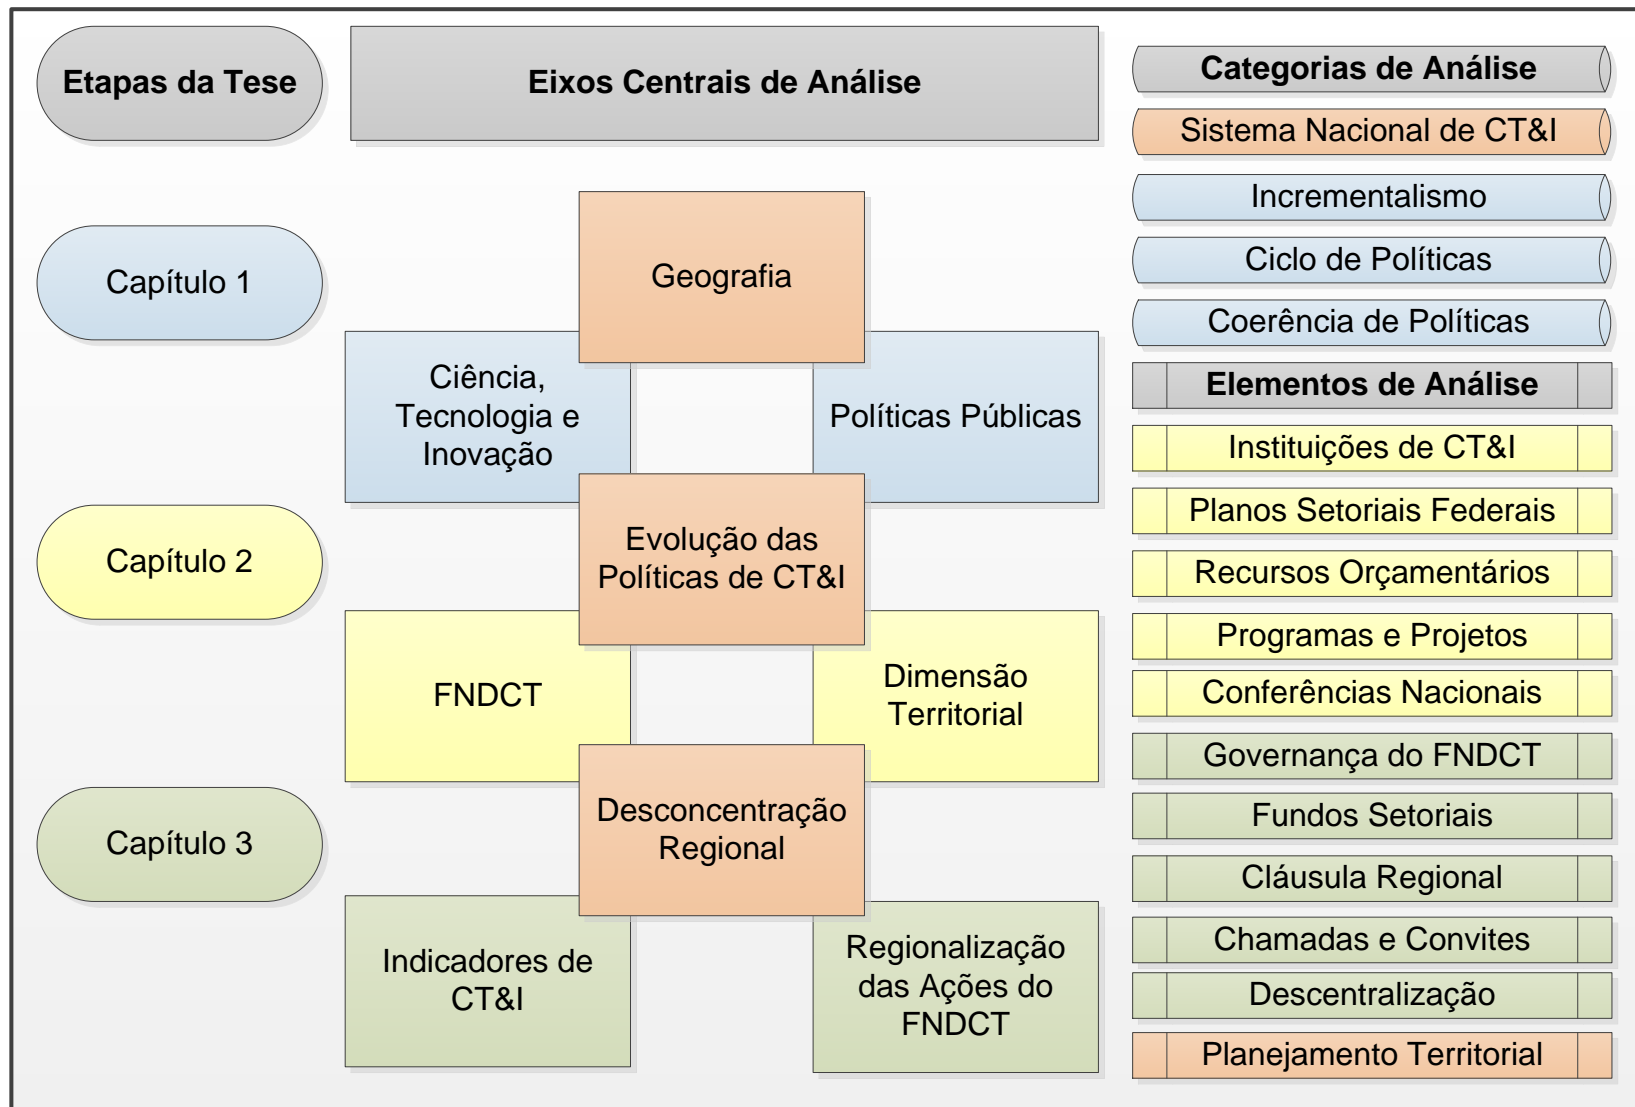 Etapas da Tese
Eixos Centrais de Análise
Capítulo 1
Geografia
Ciência,
Tecnologia e
Inovação
Políticas Públicas
Capítulo 2
Evolução das
Políticas de CT&I
FNDCT
Dimensão
Territorial
Capítulo 3
Desconcentração
Regional
Indicadores de
CT&I
Regionalização
das Ações do
FNDCT
Categorias de Análise
Sistema Nacional de CT&I
Incrementalismo
Ciclo de Políticas
Coerência de Políticas
Elementos de Análise
Instituições de CT&I
Planos Setoriais Federais
Recursos Orçamentários
Programas e Projetos
Conferências Nacionais
Governança do FNDCT
Fundos Setoriais
Cláusula Regional
Chamadas e Convites
Descentralização
Planejamento Territorial